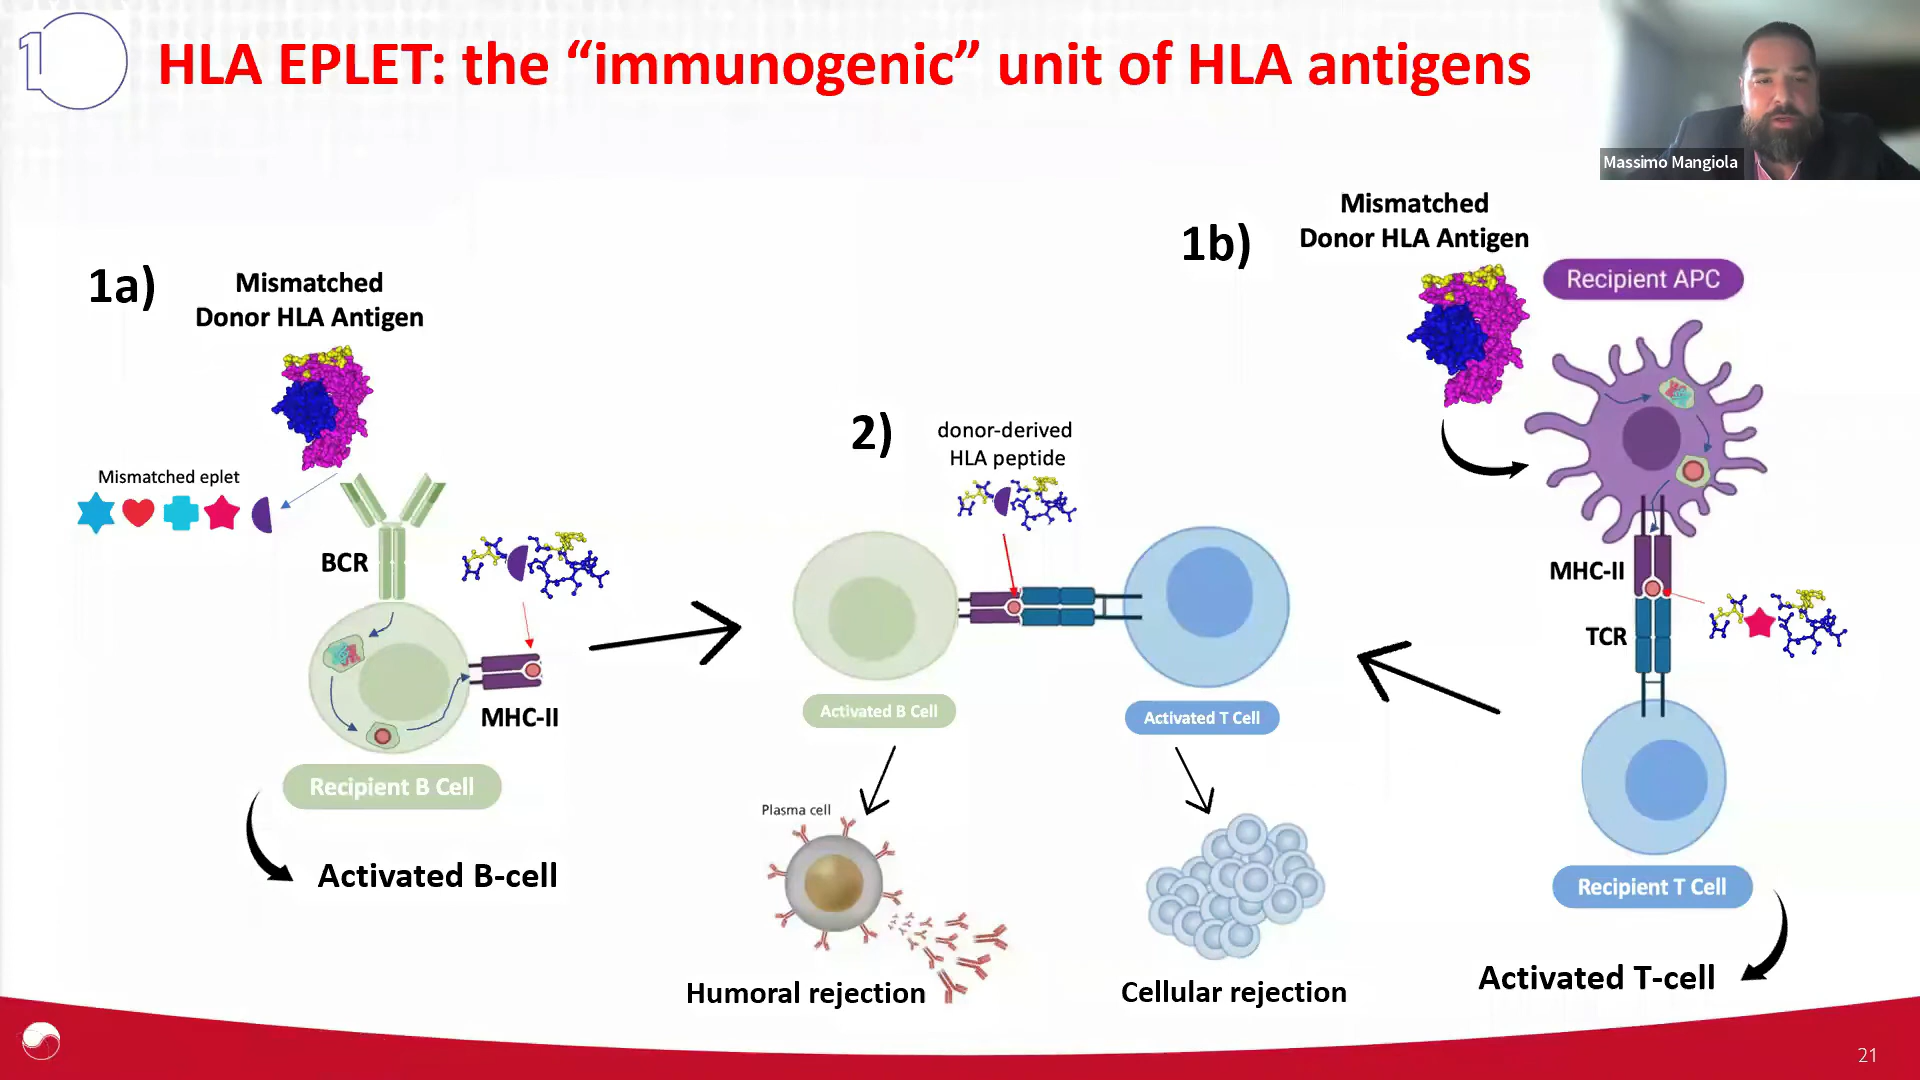 10
HLA EPLET: the “immunogenic” unit of HLA antigens
Massimo Mangiola
1a)
Mismatched
Donor HLA Antigen
Mismatched eplet
BCR
MHC-II
Recipient B Cell
Activated B-cell
2)
donor-derived
HLA peptide
Activated B Cell
Activated T Cell
Plasma cell
Humoral rejection
Cellular rejection
1b)
Mismatched
Donor HLA Antigen
Recipient APC
MHC-II
TCR
Recipient T Cell
Activated T-cell
21